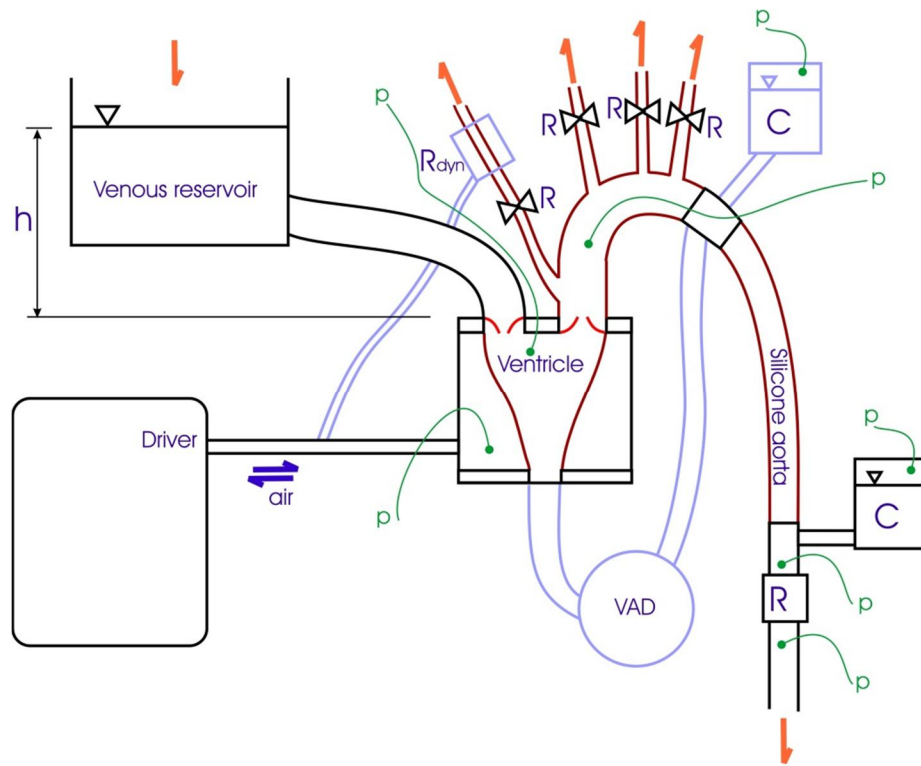 p
p
C
R
R
R
Rdyn
Venous reservoir
h
R
p
Ventricle
Silicone aorta
Driver
air
p
p
C
VAD
R
p
p